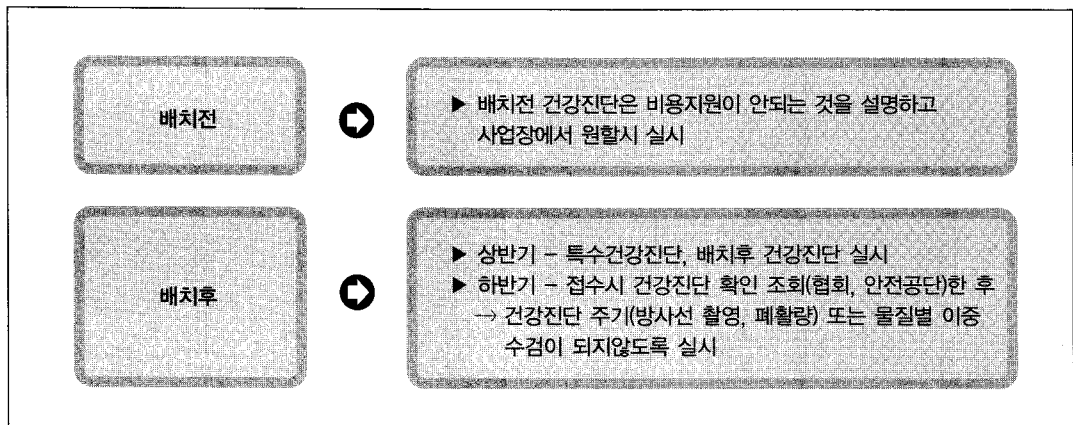 배치전
▶ 배치전 건강진단은 비용지원이 안되는 것을 설명하고
사업장에서 원할시 실시
배치후
▶ 상반기 – 특수건강진단, 배치후 건강진단 실시
▶ 하반기 – 접수시 건강진단 확인 조회(협회, 안전공단)한 후
→ 건강진단 주기(방사선 촬영, 폐활량) 또는 물질별 이중
수검이 되지않도록 실시